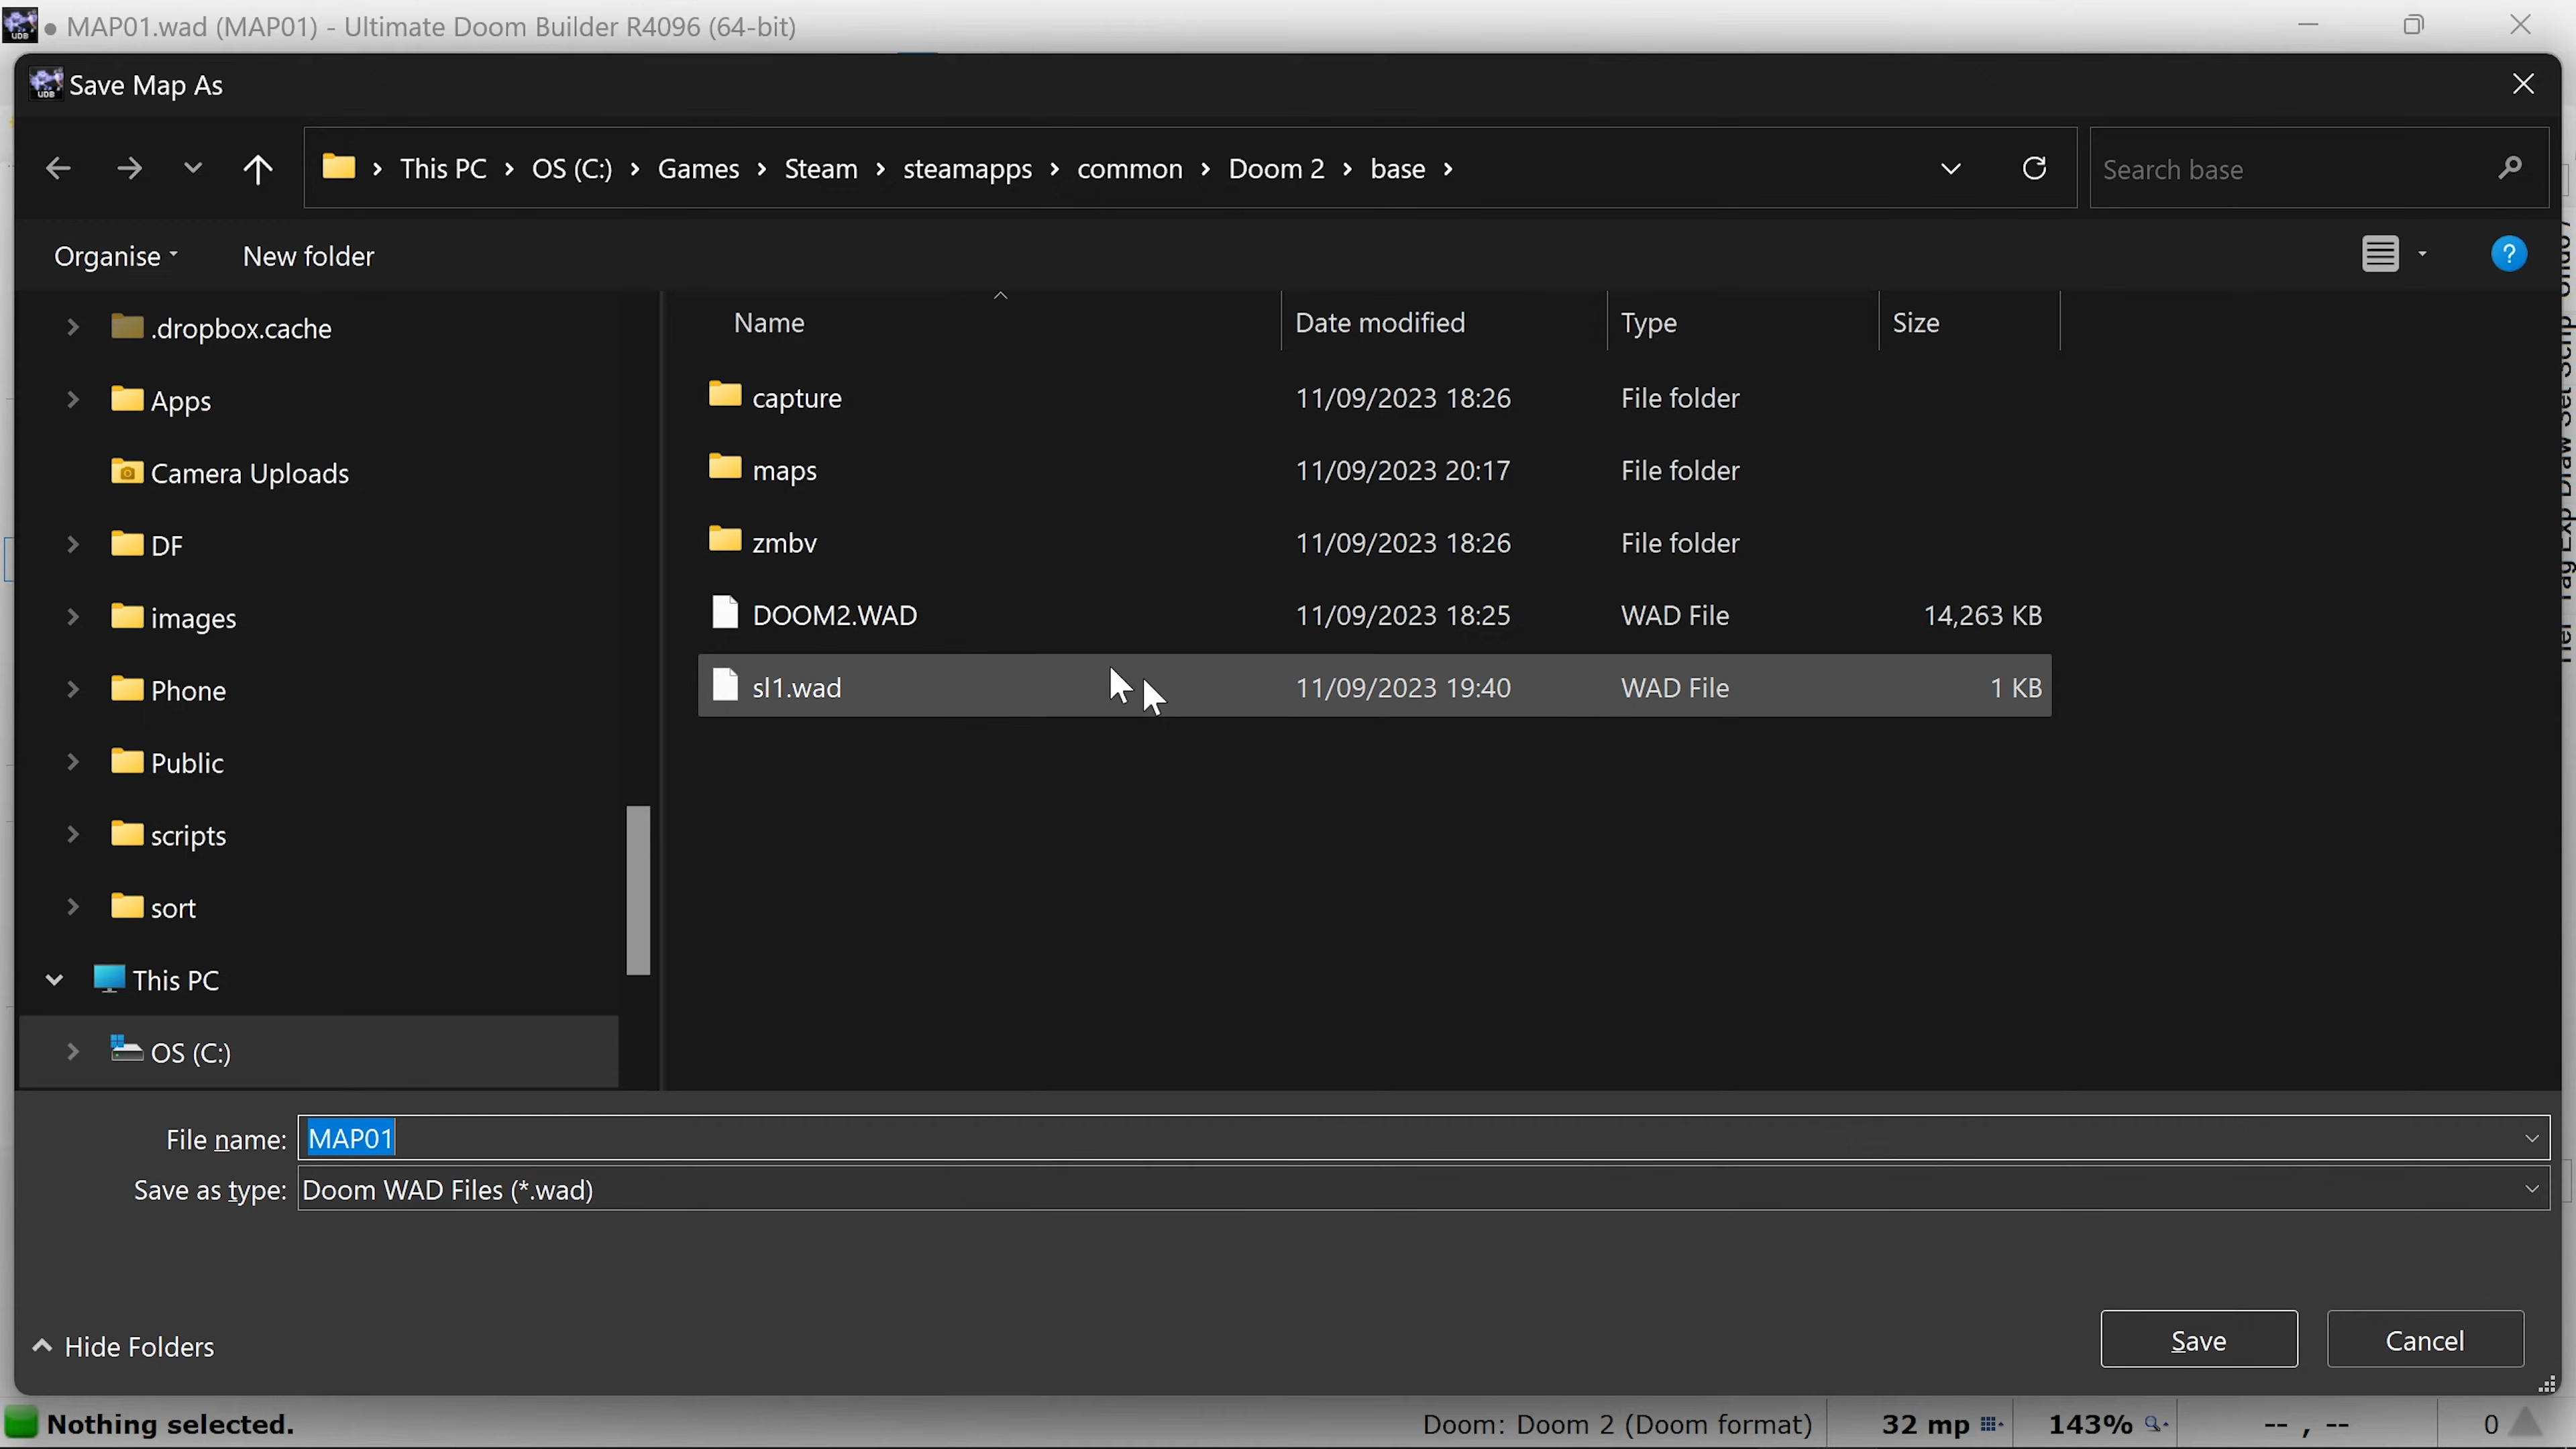 MAP01.wad (MAP01) - Ultimate Doom Builder R4096 (64-bit)
Save Map As
This PC > OS (C:) > Games > Steam > steamapps > common > Doom 2 > base >
Search base
Organise
New folder
Name Date modified Type Size
.dropbox.cache
Apps
Camera Uploads
DF
images
Phone
Public
scripts
sort
This PC
OS (C:)
capture 11/09/2023 18:26 File folder
maps 11/09/2023 20:17 File folder
zmbv 11/09/2023 18:26 File folder
DOOM2.WAD 11/09/2023 18:25 WAD File 14,263 KB
sl1.wad 11/09/2023 19:40 WAD File 1 KB
File name: MAP01
Save as type: Doom WAD Files (*.wad)
Hide Folders
Save
Cancel
Nothing selected.
Doom: Doom 2 (Doom format) 32 mp 143% -- , -- 0